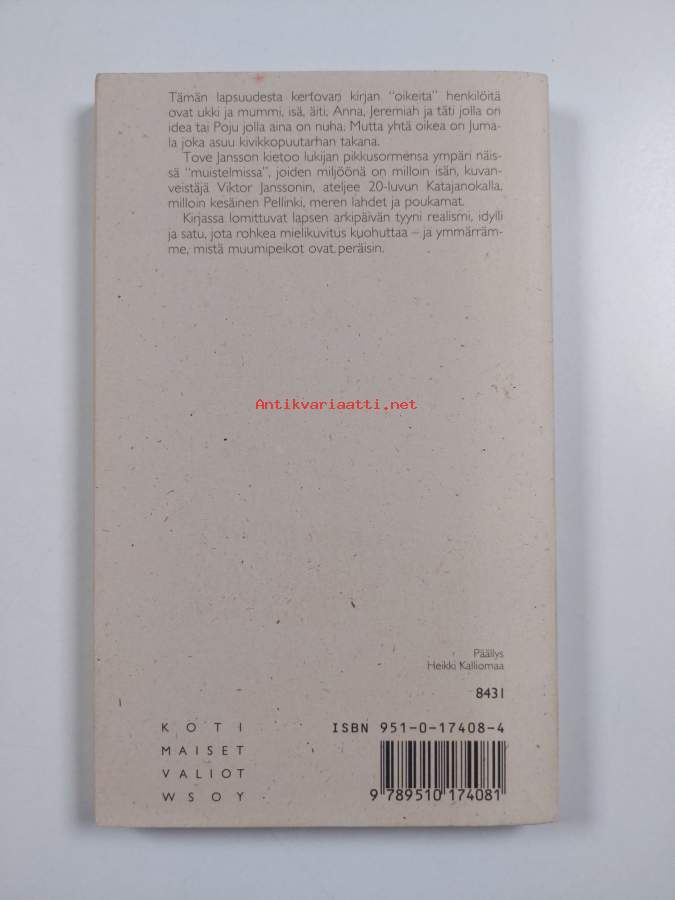 Tämän lapsuudesta kertovan kirjan "oikeita" henkilöitä
ovat ukki ja mummi, isä, äiti, Anna, Jeremiah ja täti jolla on
idea tai Poju jolla aina on nuha. Mutta yhtä oikea on Juma-
la joka asuu kivikkopuutarhan takana.
Tove Jansson kietoo lukijan pikkusormensa ympäri näis-
sä "muistelmissa", joiden miljöönä on milloin isän, kuvan-
veistäjä Viktor Janssonin, ateljee 20-luvun Katajanokalla,
milloin kesäinen Pellinki, meren lahdet ja poukamat.
Kirjassa lomittuvat lapsen arkipäivän tyyni realismi, idylli
ja satu, jota rohkea mielikuvitus kuohuttaa – ja ymmärräm-
me, mistä muumipeikot ovat peräisin.
Antikvariaatti.net
Päällys
Heikki Kalliomaa
8431
KOTI
MAISET
VALIOT
WSOY
ISBN 951-0-17408-4
9 789510 174081